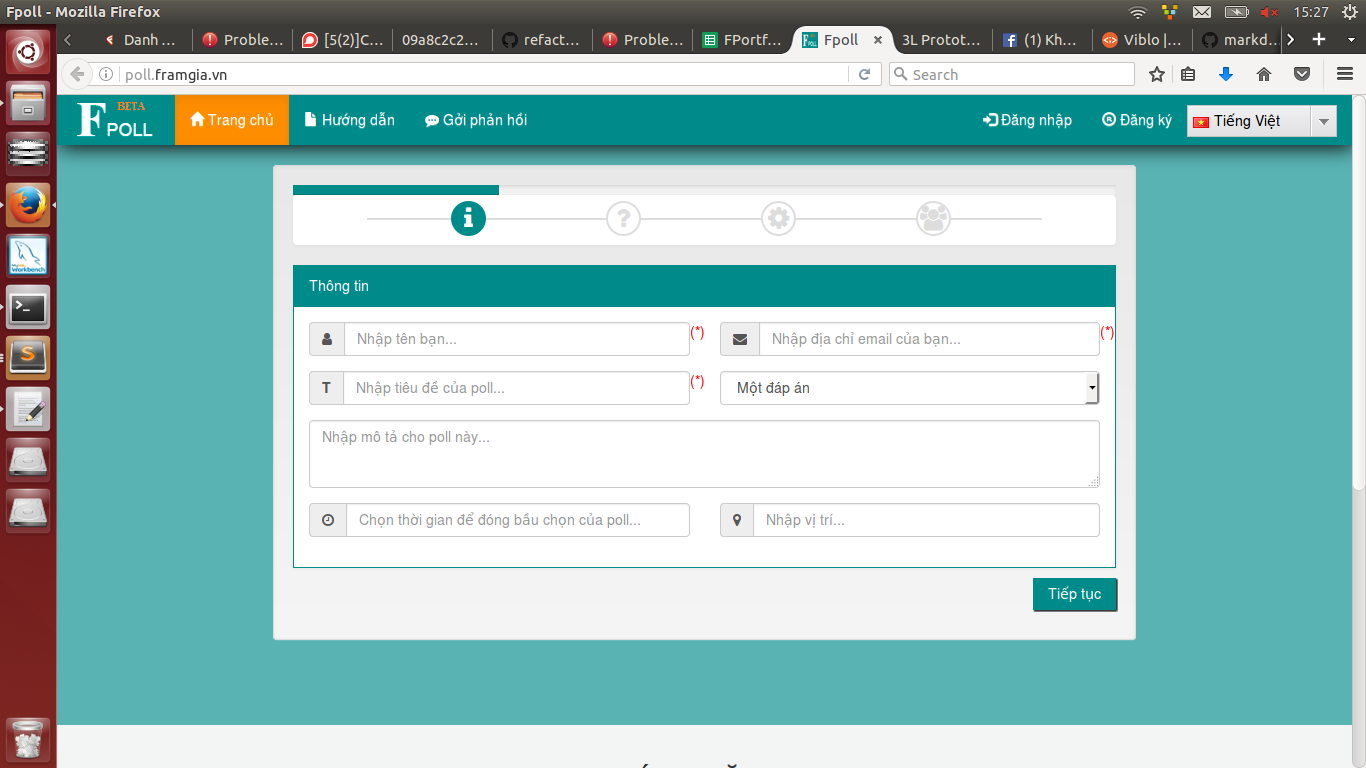 Fpoll - Mozilla Firefox
15:27
Danh ...
Proble...
[5(2)]C...
09a8c2c2...
refact...
Proble...
FPortf...
Fpoll
3L Protot...
(1) Kh...
Viblo |...
markd...
poll.framgia.vn
Search
F POLL BETA
Trang chủ
Hướng dẫn
Gởi phản hồi
Đăng nhập
Đăng ký
Tiếng Việt
Thông tin
Nhập tên bạn...
(*)
Nhập địa chỉ email của bạn...
(*)
T
Nhập tiêu đề của poll...
(*)
Một đáp án
Nhập mô tả cho poll này...
Chọn thời gian để đóng bầu chọn của poll...
Nhập vị trí...
Tiếp tục